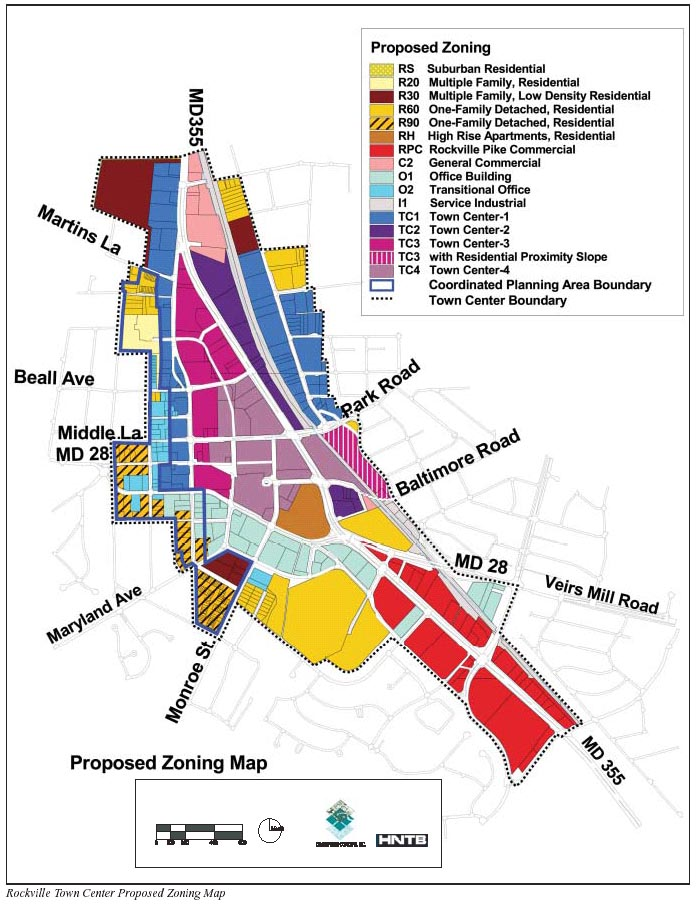 Proposed Zoning
RS Suburban Residential
R20 Multiple Family, Residential
R30 Multiple Family, Low Density Residential
R60 One-Family Detached, Residential
R90 One-Family Detached, Residential
RH High Rise Apartments, Residential
RPC Rockville Pike Commercial
C2 General Commercial
O1 Office Building
O2 Transitional Office
I1 Service Industrial
TC1 Town Center-1
TC2 Town Center-2
TC3 Town Center-3
TC3 with Residential Proximity Slope
TC4 Town Center-4
Coordinated Planning Area Boundary
Town Center Boundary
MD355
Martins La
Beall Ave
Park Road
Middle La
MD 28
Baltimore Road
MD 28
Veirs Mill Road
Maryland Ave
Monroe St
MD 355
Proposed Zoning Map
HNTB
Rockville Town Center Proposed Zoning Map